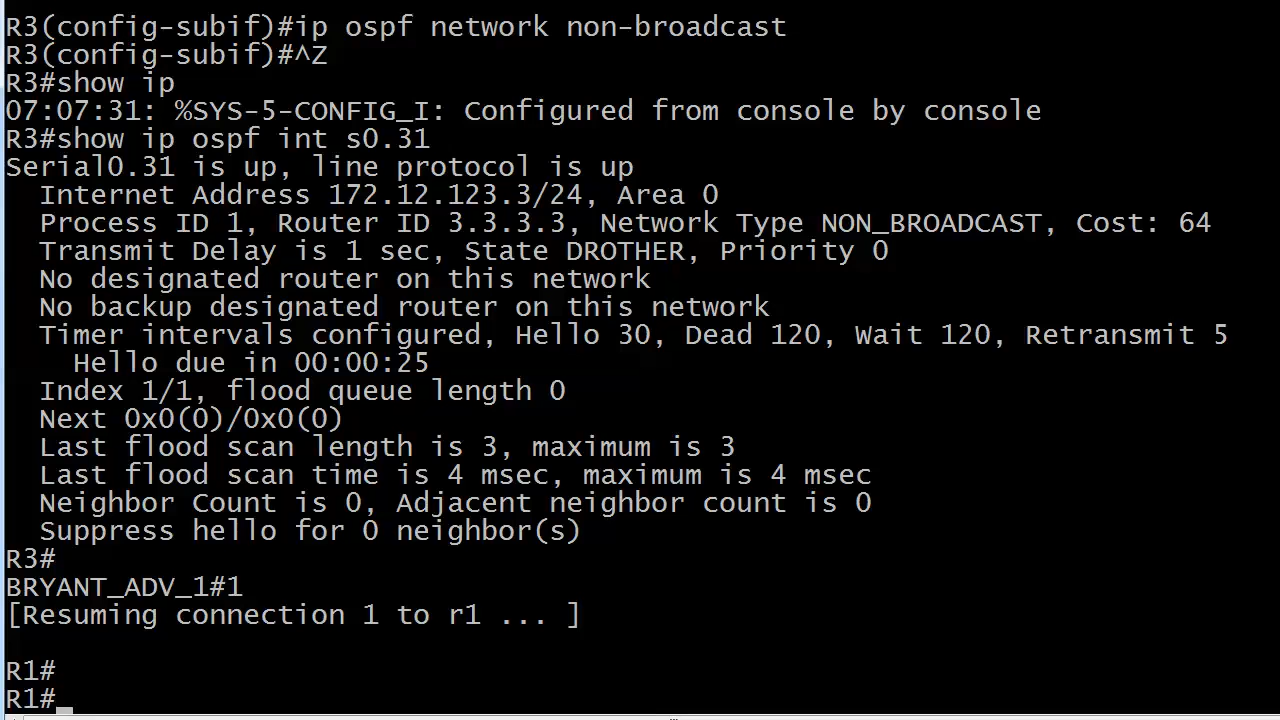 R3(config-subif)#ip ospf network non-broadcast
R3(config-subif)#^Z
R3#show ip
07:07:31: %SYS-5-CONFIG_I: Configured from console by console
R3#show ip ospf int s0.31
Serial0.31 is up, line protocol is up
  Internet Address 172.12.123.3/24, Area 0
  Process ID 1, Router ID 3.3.3.3, Network Type NON_BROADCAST, Cost: 64
  Transmit Delay is 1 sec, State DROTHER, Priority 0
  No designated router on this network
  No backup designated router on this network
  Timer intervals configured, Hello 30, Dead 120, Wait 120, Retransmit 5
    Hello due in 00:00:25
  Index 1/1, flood queue length 0
  Next 0x0(0)/0x0(0)
  Last flood scan length is 3, maximum is 3
  Last flood scan time is 4 msec, maximum is 4 msec
  Neighbor Count is 0, Adjacent neighbor count is 0
  Suppress hello for 0 neighbor(s)
R3#
BRYANT_ADV_1#1
[Resuming connection 1 to r1 ... ]
R1#
R1#